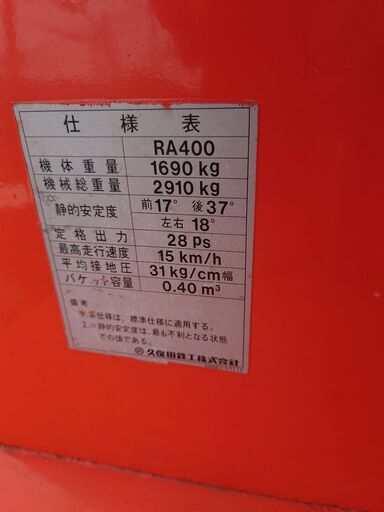 仕様表
RA400
機体重量 1690 kg
機械総重量 2910 kg
静的安定度 前17° 後37°
左右 18°
定格出力 28 Ps
最高走行速度 15 km/h
平均接地圧 31 kg/cm幅
バケット容量 0.40 m³
備考
1.本仕様は、標準仕様に適用する。
2.静的安定度は、最も不利となる状態
での値である。
久保田鉄工株式会社